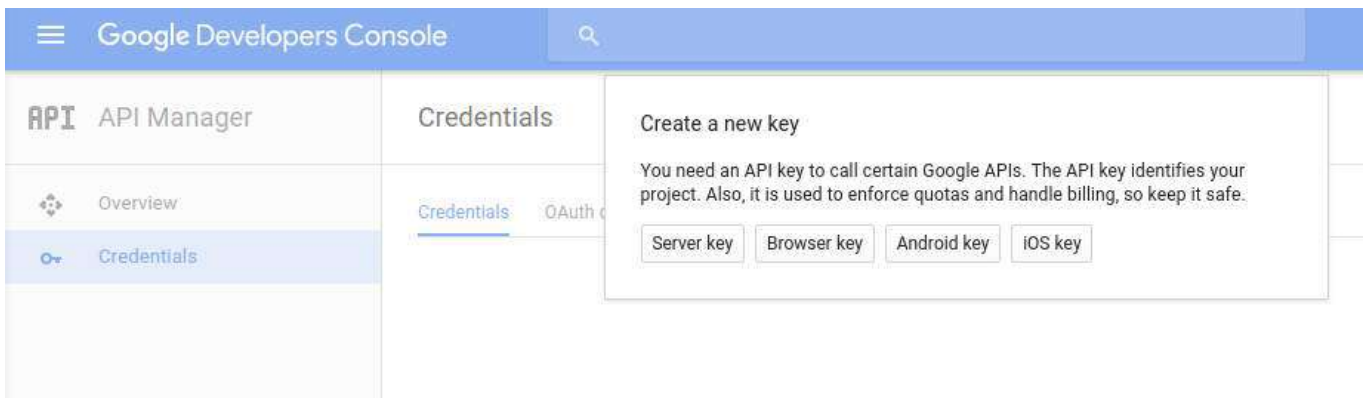 Google Developers Console
API API Manager
Credentials
Create a new key
You need an API key to call certain Google APIs. The API key identifies your
project. Also, it is used to enforce quotas and handle billing, so keep it safe.
Overview
Credentials
Credentials OAuth
Server key Browser key Android key iOS key